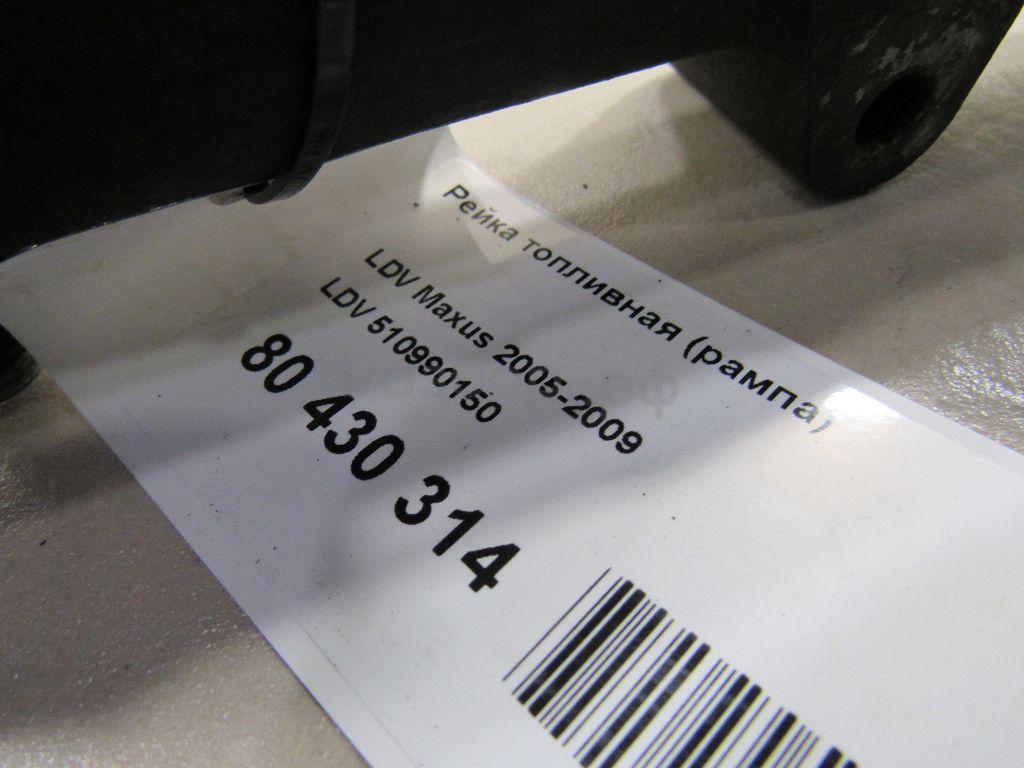 Рейка топливная (рампа)
LDV Maxus 2005-2009
LDV 510990150
80 430 314